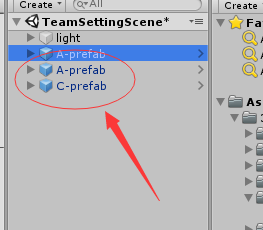 Create
All
Create
TeamSettingScene*
Fa
light
A-prefab
A-prefab
C-prefab
As